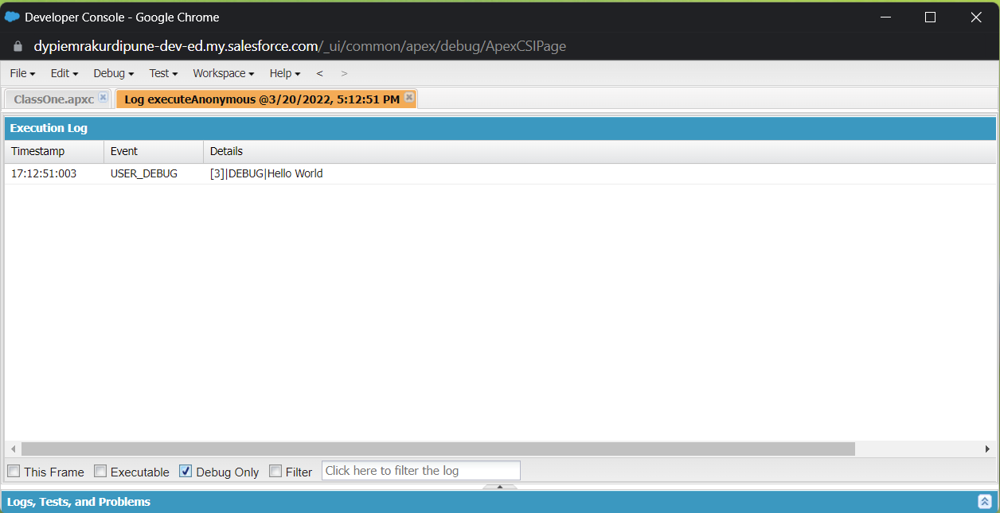 Developer Console - Google Chrome
dypiemrakurdipune-dev-ed.my.salesforce.com/_ui/common/apex/debug/ApexCSIPage
File Edit Debug Test Workspace Help < >
ClassOne.apxc Log executeAnonymous @3/20/2022, 5:12:51 PM
Execution Log
Timestamp Event Details
17:12:51:003 USER_DEBUG [3]|DEBUG|Hello World
This Frame Executable Debug Only Filter Click here to filter the log
Logs, Tests, and Problems